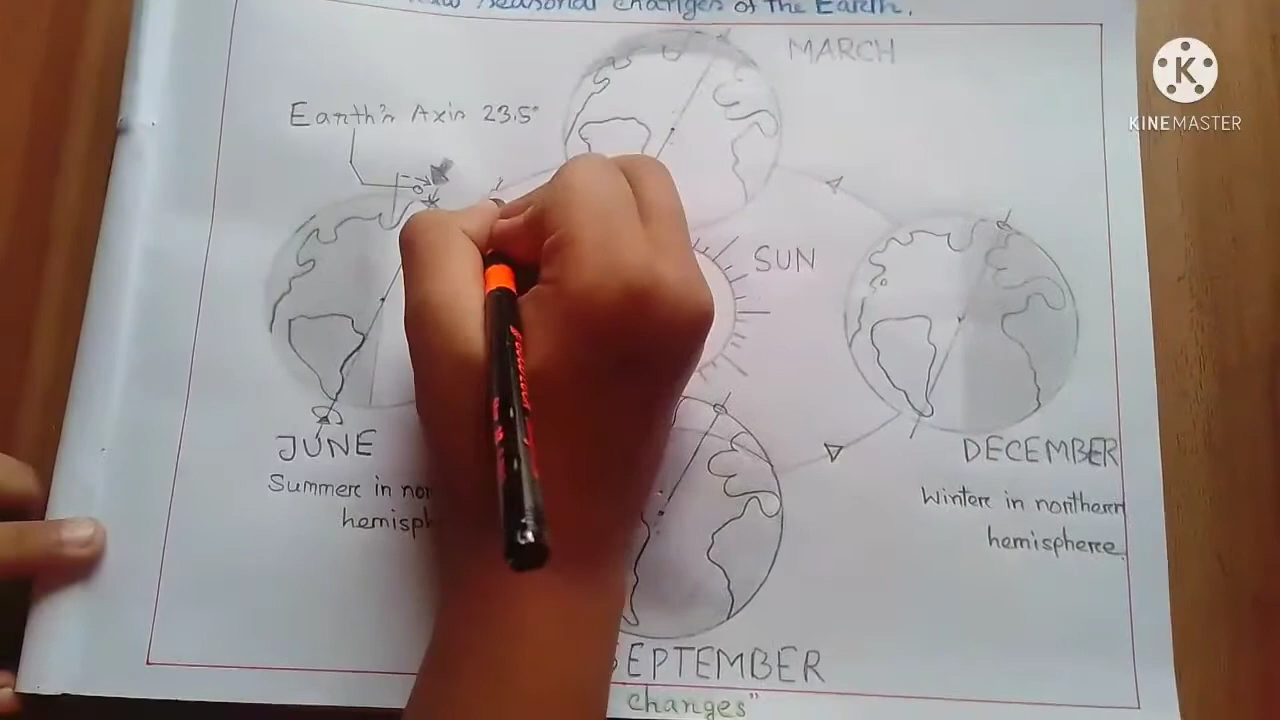 seasonal changes of the Earth.
MARCH
KINEMASTER
Earth's Axis 23.5°
SUN
JUNE
DECEMBER
Summer in
hemisph
Winter in northern
hemisphere.
SEPTEMBER
changes"